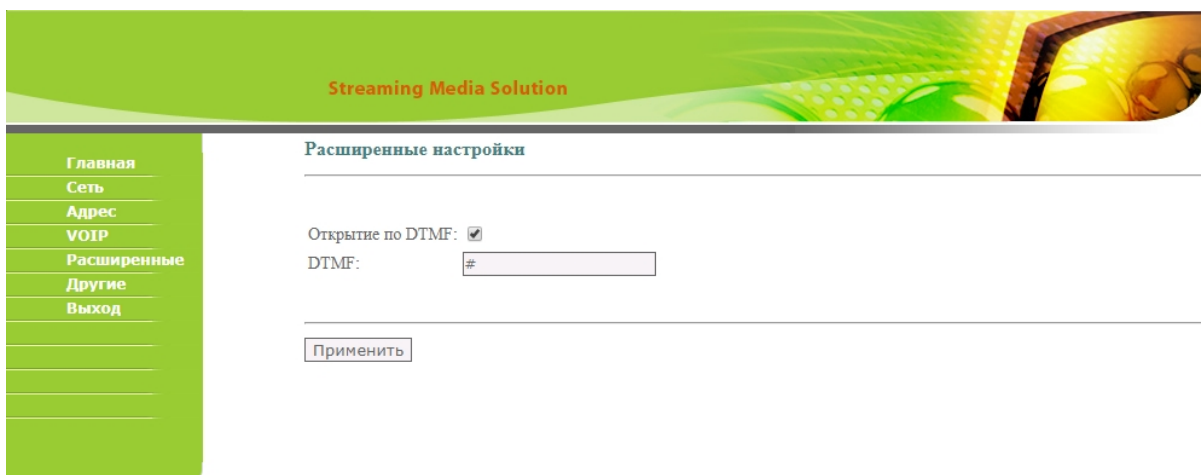 Streaming Media Solution
Главная
Сеть
Адрес
VOIP
Расширенные
Другие
Выход
Расширенные настройки
Открытие по DTMF:
DTMF: #
Применить